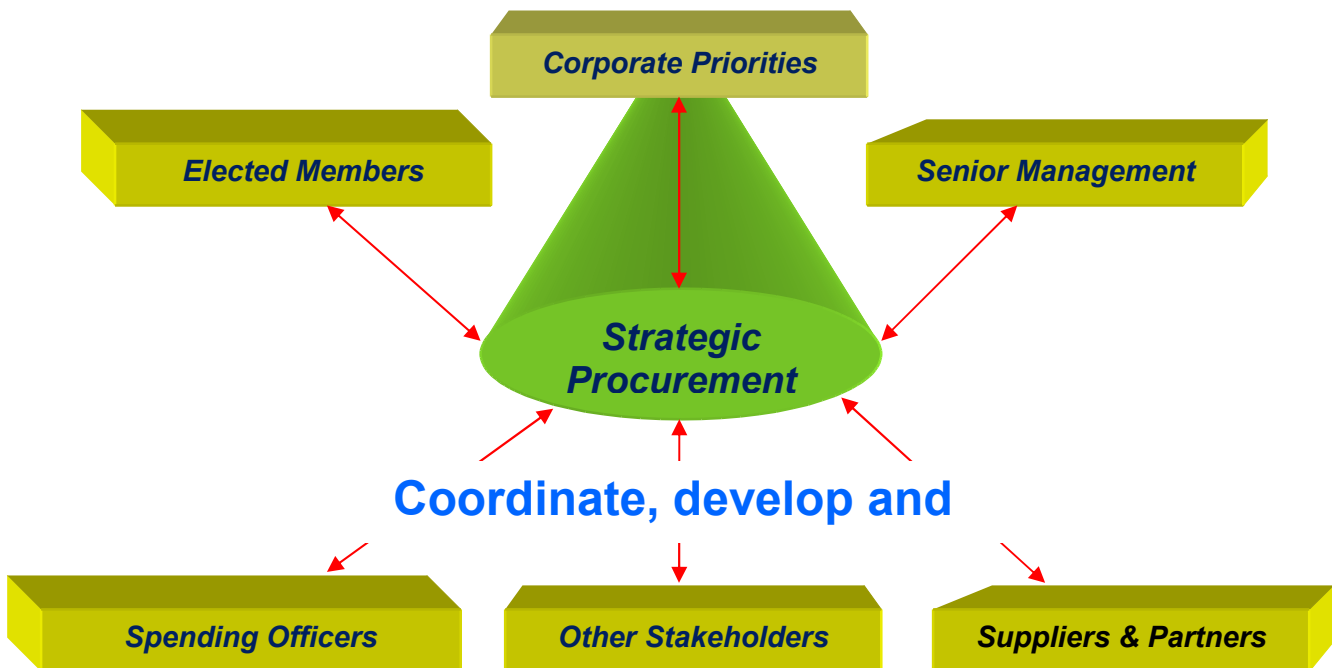 Corporate Priorities
Elected Members
Senior Management
Strategic
Procurement
Coordinate, develop and
Spending Officers
Other Stakeholders
Suppliers & Partners